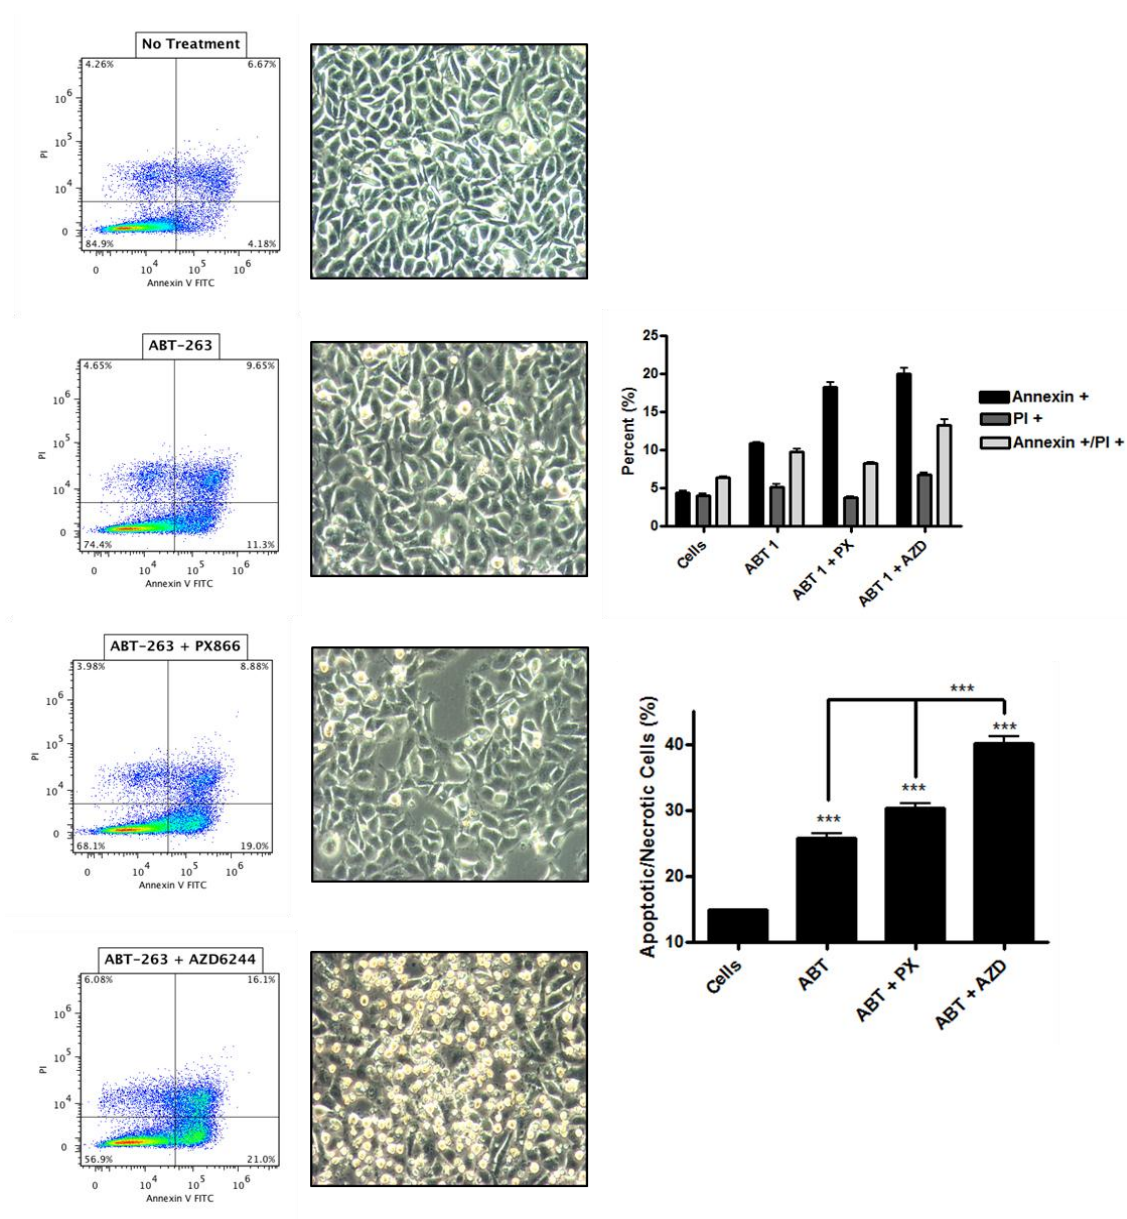 No Treatment
4.26% 6.67%
10^6
10^5
PI
10^4
0
84.9% 4.18%
0 10^4 10^5 10^6
Annexin V FITC
ABT-263
4.65% 9.65%
10^6
10^5
PI
10^4
0
74.4% 11.3%
0 10^4 10^5 10^6
Annexin V FITC
25
20
15
10
5
0
Percent (%)
Cells
ABT 1
ABT 1 + PX
ABT 1 + AZD
Annexin +
PI +
Annexin +/PI +
ABT-263 + PX866
3.98% 8.88%
10^6
10^5
PI
10^4
0
68.1% 19.0%
0 10^4 10^5 10^6
Annexin V FITC
Apoptotic/Necrotic Cells (%)
40
30
20
10
***
***
***
***
Cells
ABT
ABT + PX
ABT + AZD
ABT-263 + AZD6244
6.08% 16.1%
10^6
10^5
PI
10^4
0
56.9% 21.0%
0 10^4 10^5 10^6
Annexin V FITC